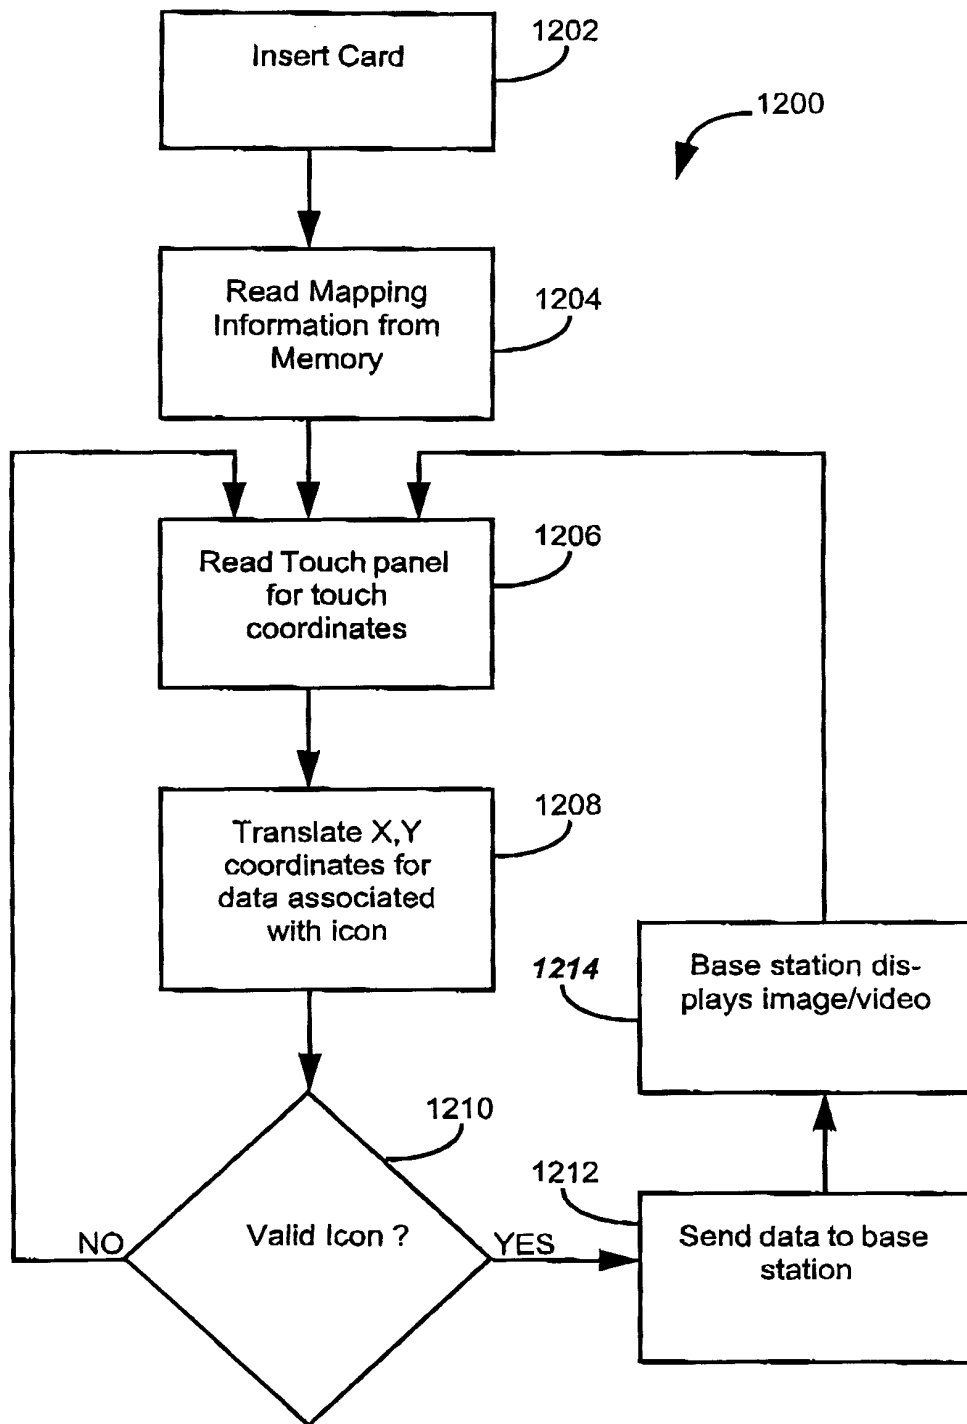 Insert Card
1202
1200
Read Mapping
Information from
Memory
1204
Read Touch panel
for touch
coordinates
1206
Translate X,Y
coordinates for
data associated
with icon
1208
Valid Icon ?
1210
NO
YES
1212
Send data to base
station
1214
Base station dis-
plays image/video